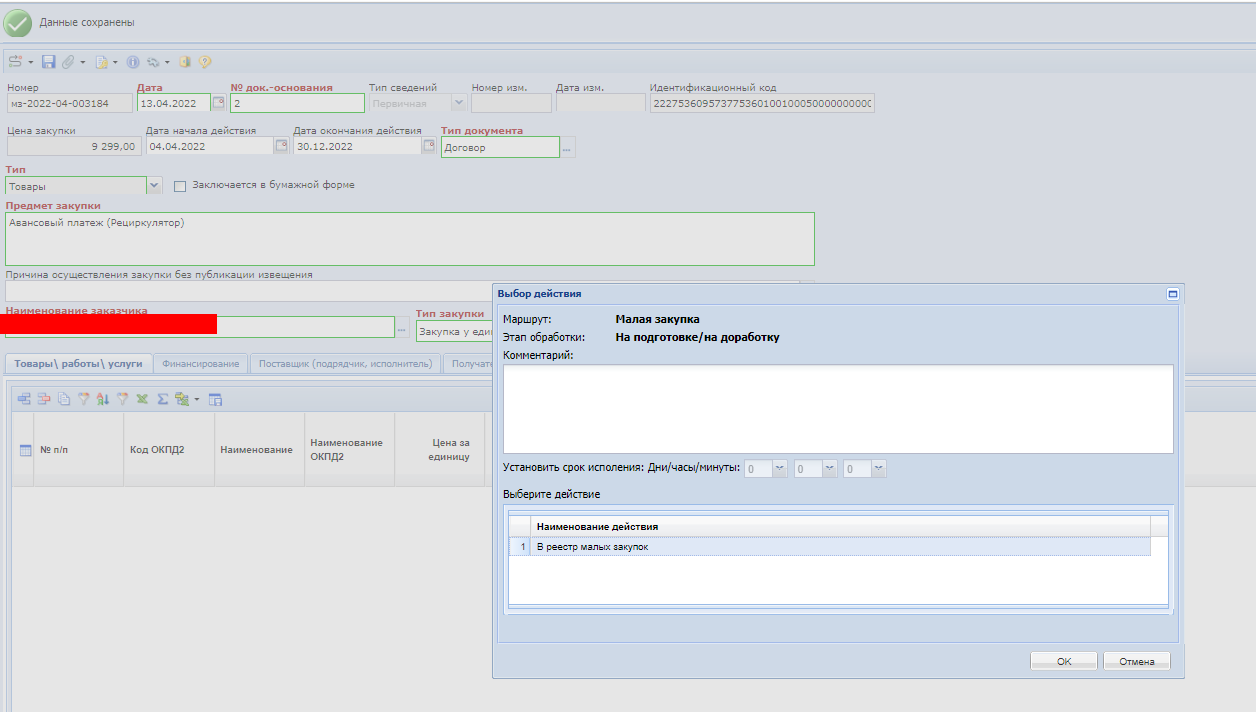 Данные сохранены
Номер
Дата
№ док.-основания
Тип сведений
Номер изм.
Дата изм.
Идентификационный код
мз-2022-04-003184
13.04.2022
2
Первичная
Цена закупки
Дата начала действия
Дата окончания действия
Тип документа
9 299,00
04.04.2022
30.12.2022
Договор
...
Тип
Товары
Заключается в бумажной форме
Предмет закупки
Авансовый платеж (Рециркулятор)
Причина осуществления закупки без публикации извещения
Наименование заказчика
Тип закупки
...
Закупка у еди
Товары\ работы\ услуги
Финансирование
Поставщик (подрядчик, исполнитель)
Получат
№ п/п
Код ОКПД2
Наименование
Наименование
ОКПД2
Цена за
единицу
Выбор действия
Маршрут: Малая закупка
Этап обработки: На подготовке/на доработку
Комментарий:
Установить срок исполения: Дни/часы/минуты: 0 0 0
Выберите действие
Наименование действия
1 В реестр малых закупок
OK
Отмена